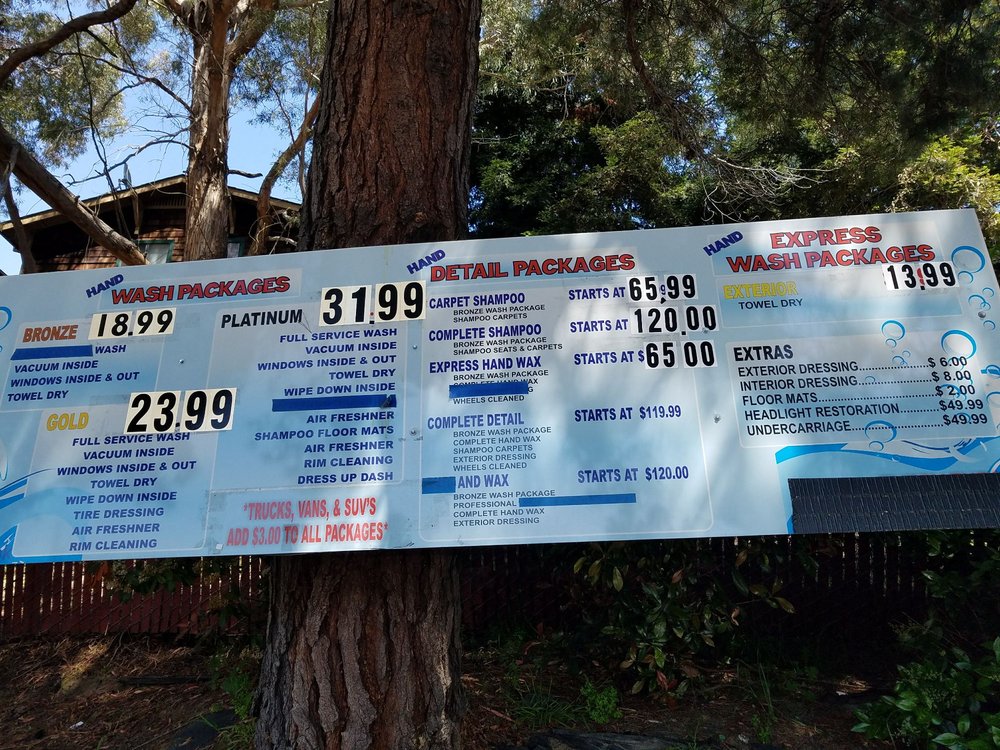 HAND
WASH PACKAGES
BRONZE 18.99
WASH
VACUUM INSIDE
WINDOWS INSIDE & OUT
TOWEL DRY
GOLD 23.99
FULL SERVICE WASH
VACUUM INSIDE
WINDOWS INSIDE & OUT
TOWEL DRY
WIPE DOWN INSIDE
TIRE DRESSING
AIR FRESHNER
RIM CLEANING
PLATINUM 31.99
FULL SERVICE WASH
VACUUM INSIDE
WINDOWS INSIDE & OUT
TOWEL DRY
WIPE DOWN INSIDE
AIR FRESHNER
SHAMPOO FLOOR MATS
AIR FRESHNER
RIM CLEANING
DRESS UP DASH
*TRUCKS, VANS, & SUV'S
ADD $3.00 TO ALL PACKAGES*
HAND
DETAIL PACKAGES
CARPET SHAMPOO STARTS AT 65.99
BRONZE WASH PACKAGE
SHAMPOO CARPETS
COMPLETE SHAMPOO STARTS AT 120.00
BRONZE WASH PACKAGE
SHAMPOO SEATS & CARPETS
EXPRESS HAND WAX STARTS AT $65.00
BRONZE WASH PACKAGE
COMPLETE HAND WAX
WHEELS CLEANED
COMPLETE DETAIL STARTS AT $119.99
BRONZE WASH PACKAGE
COMPLETE HAND WAX
SHAMPOO CARPETS
EXTERIOR DRESSING
WHEELS CLEANED
AND WAX STARTS AT $120.00
BRONZE WASH PACKAGE
PROFESSIONAL
COMPLETE HAND WAX
EXTERIOR DRESSING
HAND
EXPRESS
WASH PACKAGES
EXTERIOR 13.99
TOWEL DRY
EXTRAS
EXTERIOR DRESSING.....$ 6.00
INTERIOR DRESSING.....$ 8.00
FLOOR MATS.....$ 2.00
HEADLIGHT RESTORATION.....$49.99
UNDERCARRIAGE.....$49.99